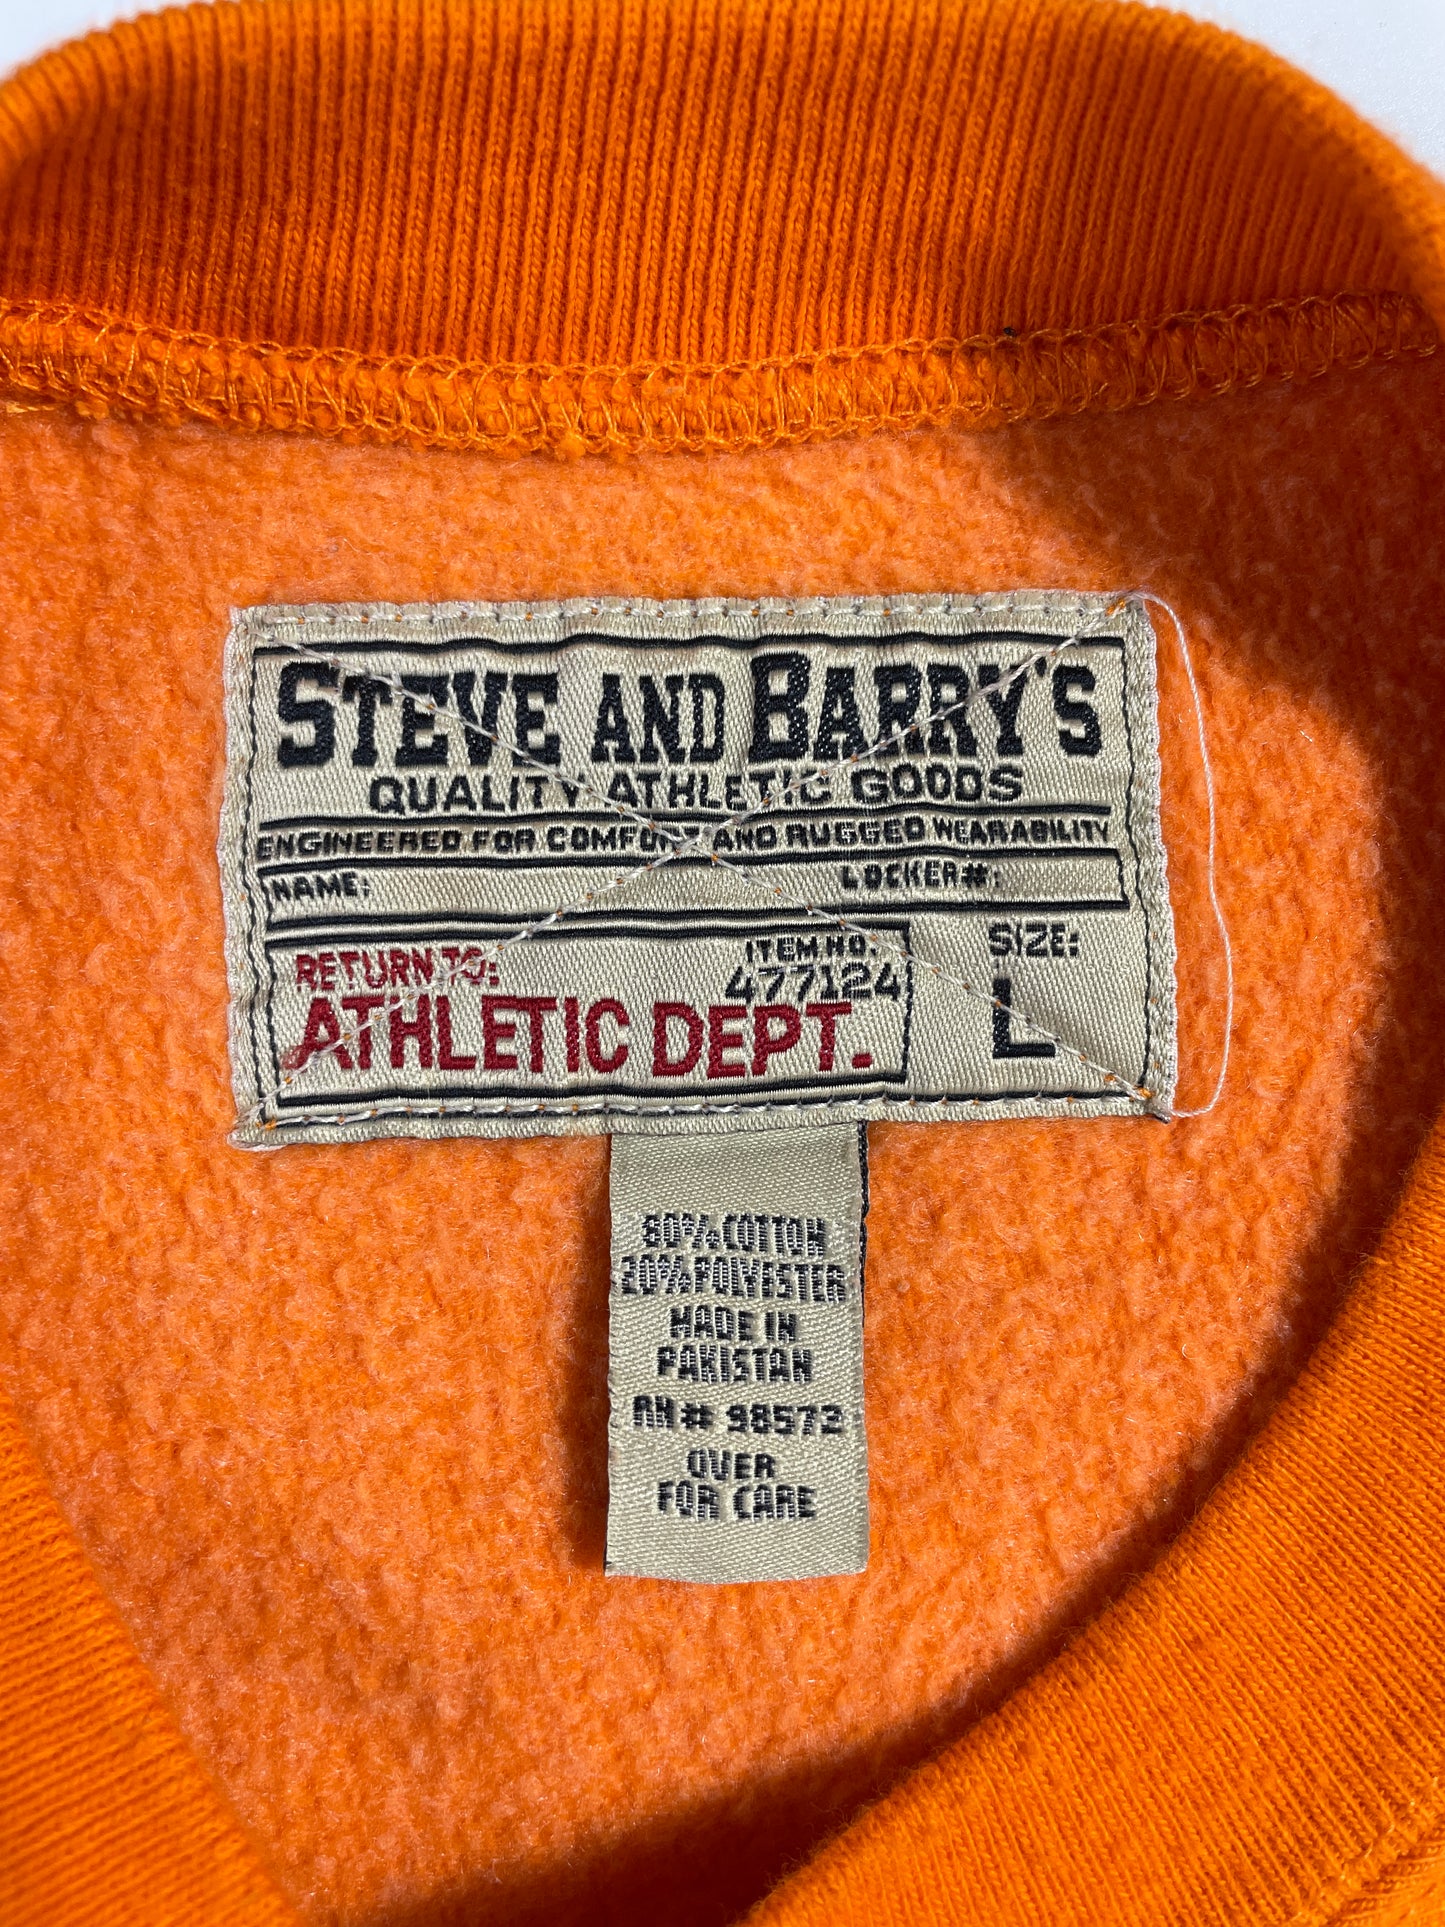 STEVE AND BARRY'S
QUALITY ATHLETIC GOODS
ENGINEERED FOR COMFORT AND RUGGED WEARABILITY
NAME: LOCKER#:
RETURN TO: ITEM NO. SIZE:
477124
ATHLETIC DEPT. L
80% COTTON
20% POLYESTER
MADE IN
PAKISTAN
RN# 98573
OVER
FOR CARE